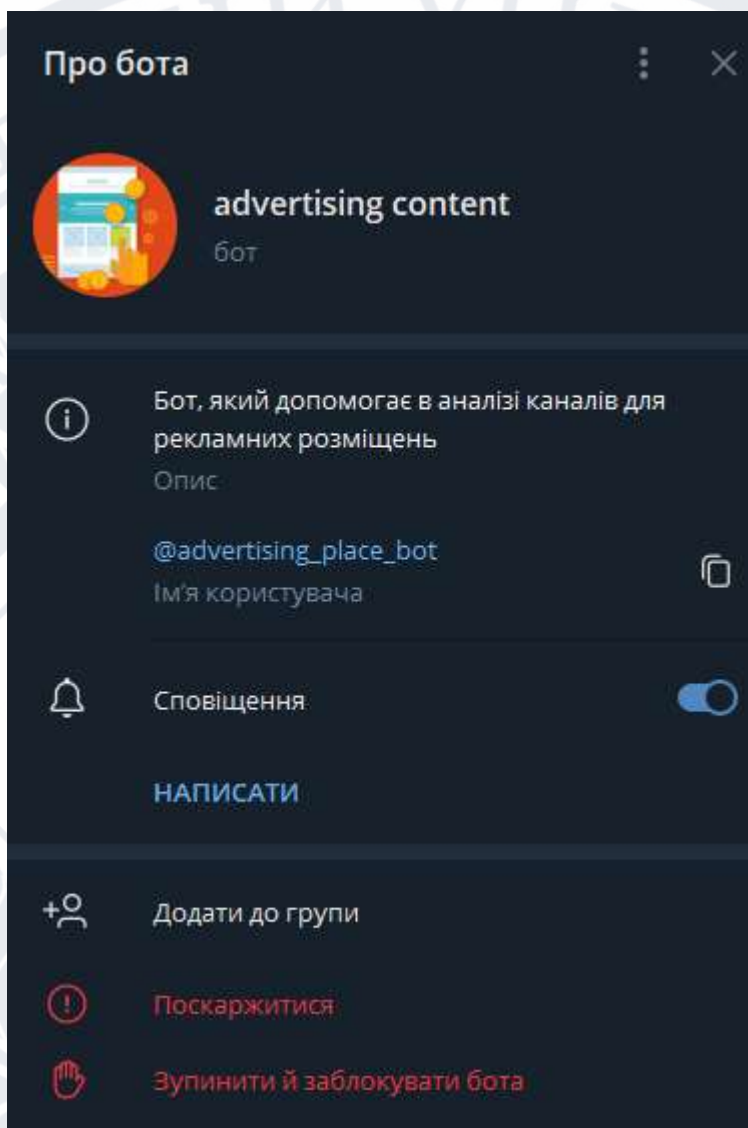 Про бота
advertising content
бот
Бот, який допомогає в аналізі каналів для
рекламних розміщень
Опис
@advertising_place_bot
Ім'я користувача
Сповіщення
НАПИСАТИ
Додати до групи
Поскаржитися
Зупинити й заблокувати бота